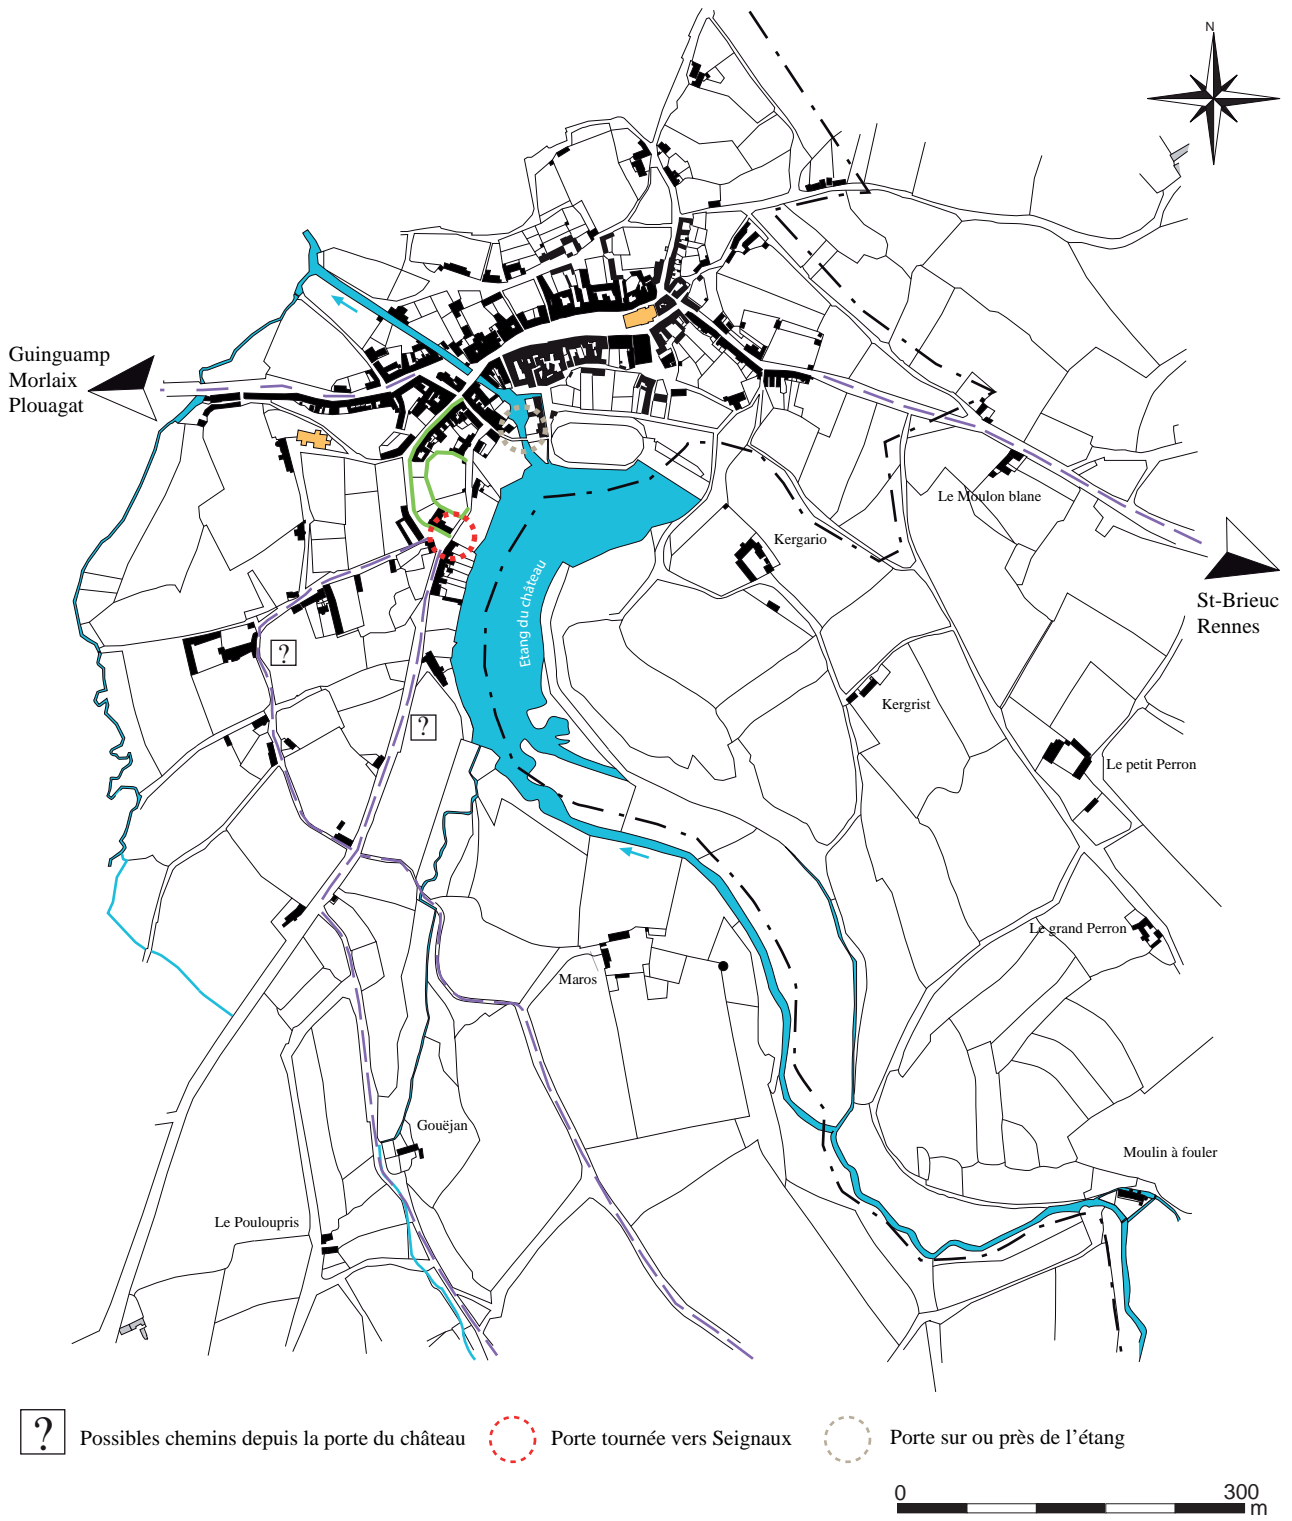 N
Guinguamp
Morlaix
Plouagat
Le Moulon blane
Kergario
Etang du château
St-Brieuc
Rennes
?
?
Kergrist
Le petit Perron
Le grand Perron
Maros
Gouëjan
Moulin à fouler
Le Pouloupris
? Possibles chemins depuis la porte du château
Porte tournée vers Seignaux
Porte sur ou près de l'étang
0 300
m